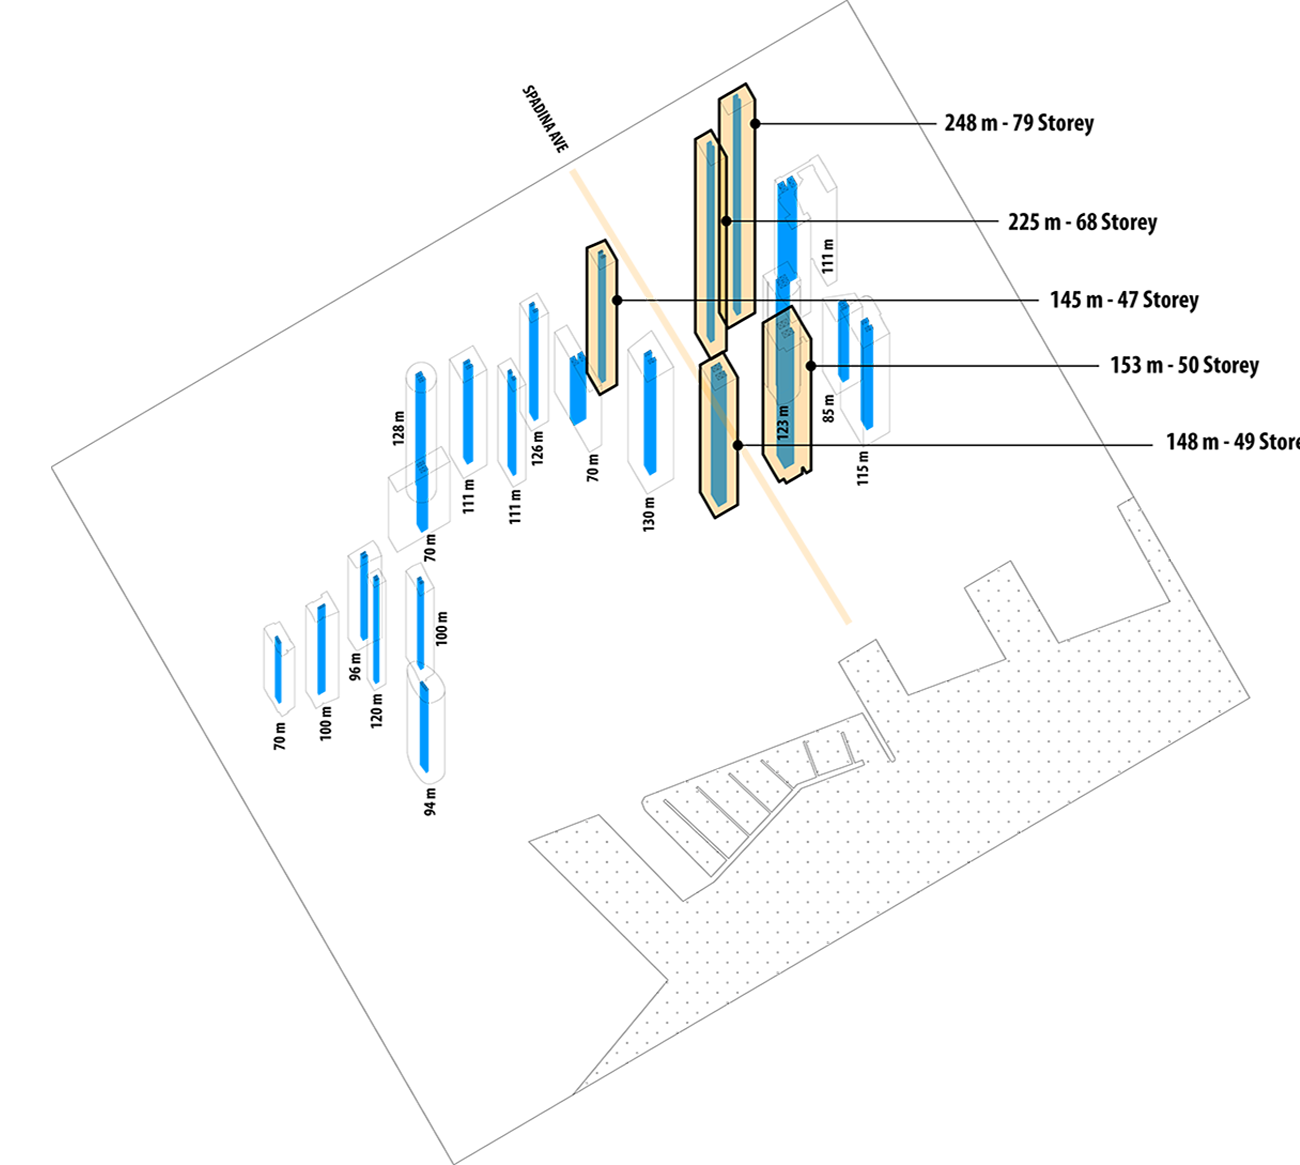 SPADINA AVE
248 m - 79 Storey
225 m - 68 Storey
111 m
145 m - 47 Storey
153 m - 50 Storey
85 m
123 m
128 m
148 m - 49 Store
126 m
70 m
115 m
111 m
111 m
130 m
70 m
100 m
96 m
120 m
100 m
70 m
94 m